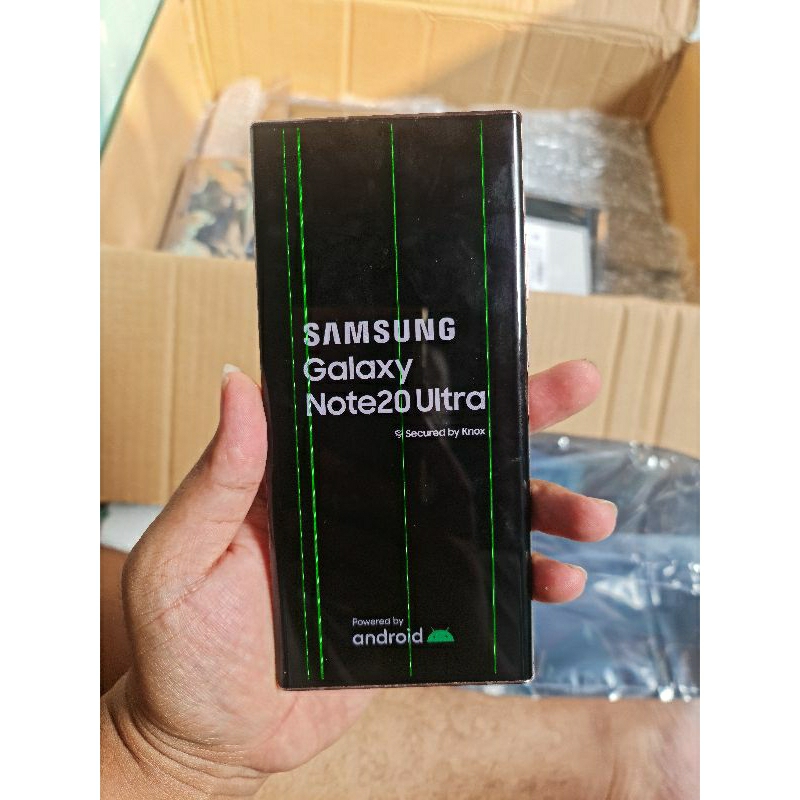 SAMSUNG
Galaxy
Note20 Ultra
Secured by Knox
Powered by
android